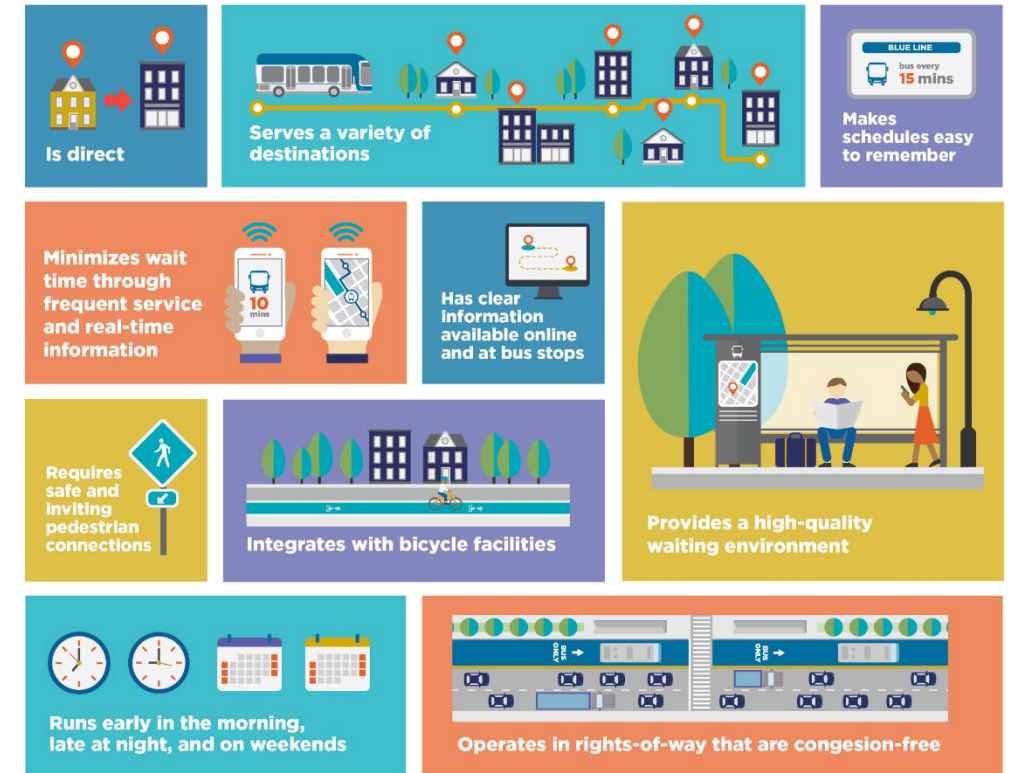 Is direct
Serves a variety of
destinations
BLUE LINE
bus every
15 mins
Makes
schedules easy
to remember
Minimizes wait
time through
frequent service
and real-time
information
10
mins
Has clear
information
available online
and at bus stops
Provides a high-quality
waiting environment
Requires
safe and
inviting
pedestrian
connections
Integrates with bicycle facilities
Runs early in the morning,
late at night, and on weekends
BUS
ONLY
BUS
ONLY
Operates in rights-of-way that are congesion-free